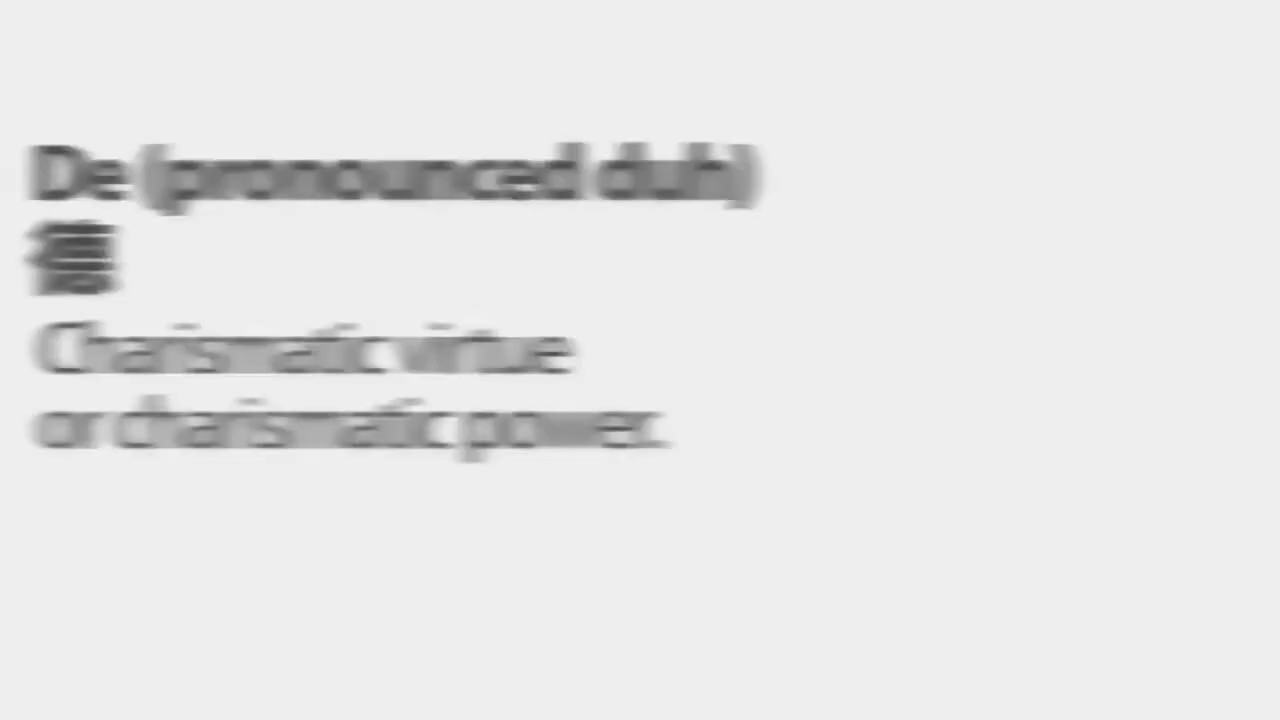 De (pronounced duh)
德
Charismatic virtue
or charismatic power.